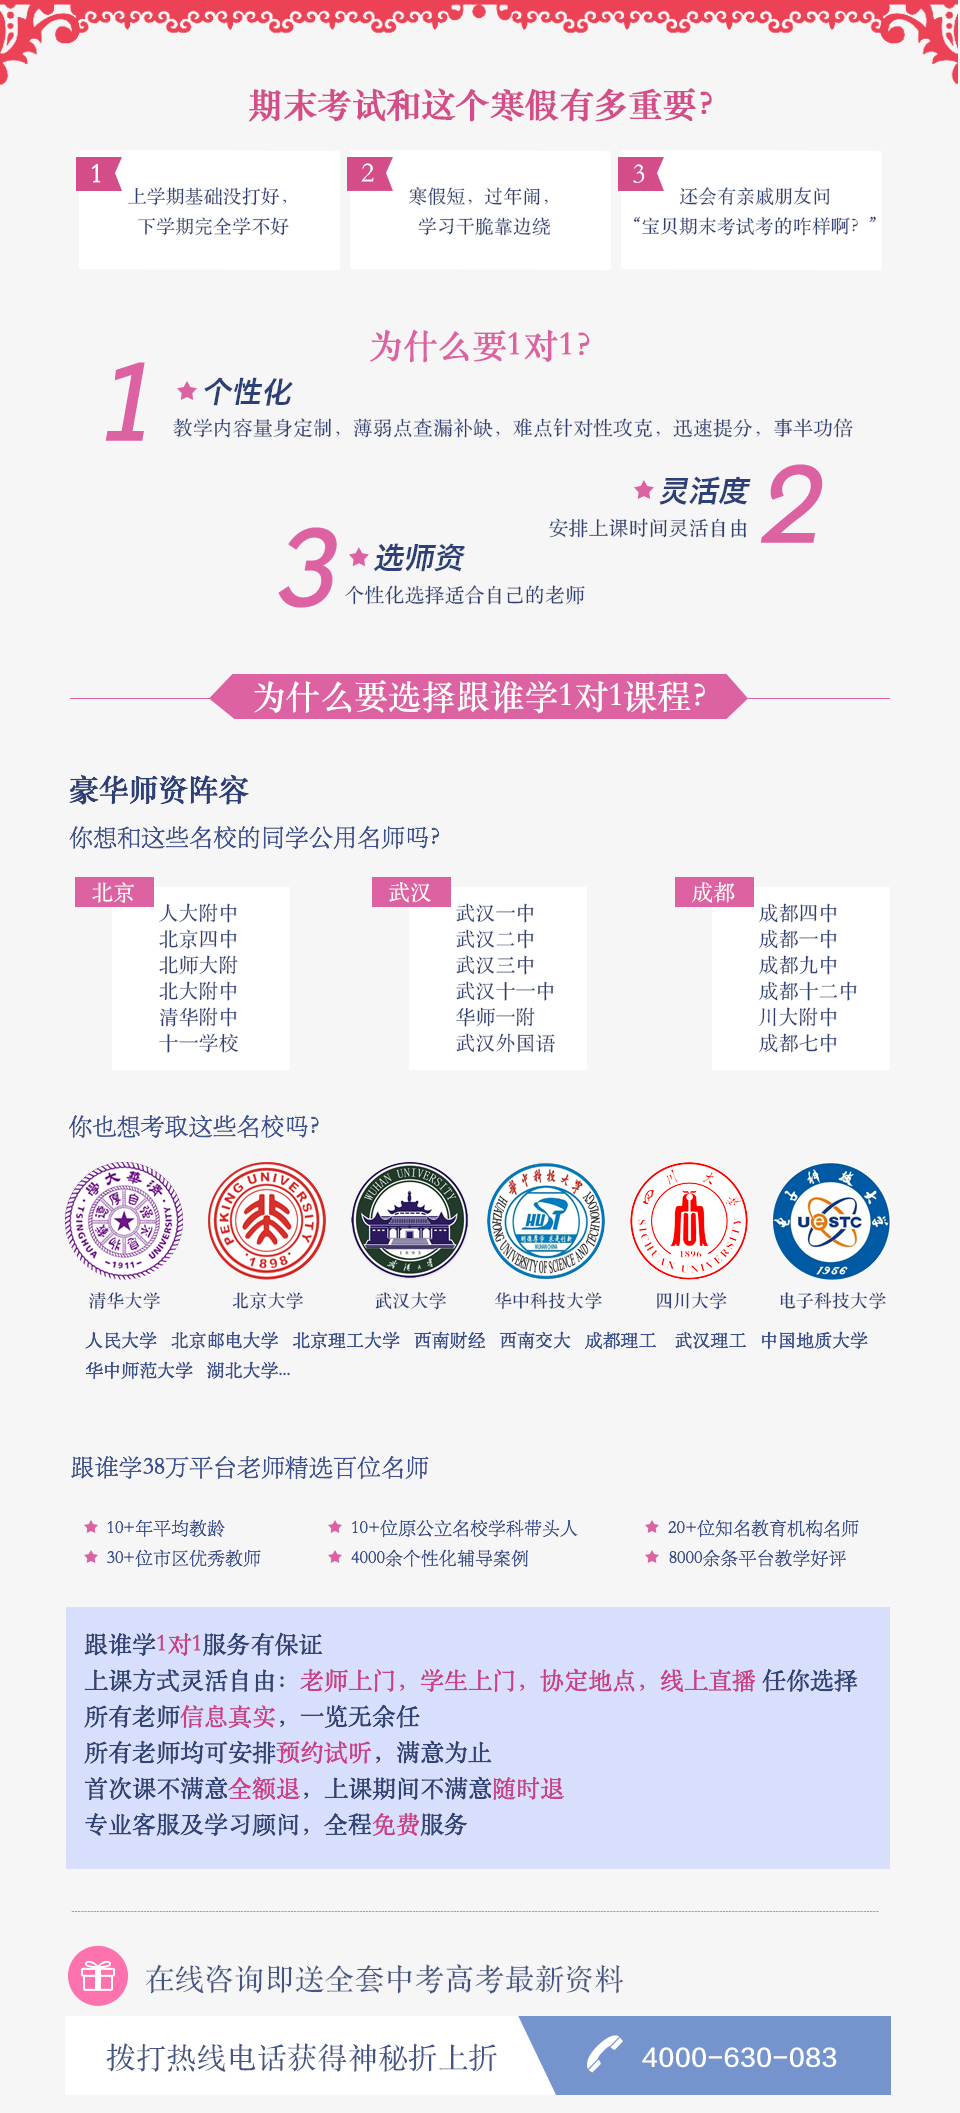 期末考试和这个寒假有多重要?
1
上学期基础没打好，
下学期完全学不好
2
寒假短，过年闹，
学习干脆靠边绕
3
还会有亲戚朋友问
“宝贝期末考试考的咋样啊？”
为什么要1对1?
1
个性化
教学内容量身定制，薄弱点查漏补缺，难点针对性攻克，迅速提分，事半功倍
灵活度
安排上课时间灵活自由
2
3
选师资
个性化选择适合自己的老师
为什么要选择跟谁学1对1课程?
豪华师资阵容
你想和这些名校的同学公用名师吗?
北京
人大附中
北京四中
北师大附
北大附中
清华附中
十一学校
武汉
武汉一中
武汉二中
武汉三中
武汉十一中
华师一附
武汉外国语
成都
成都四中
成都一中
成都九中
成都十二中
川大附中
成都七中
你也想考取这些名校吗?
TSINGHUA UNIVERSITY
-1911-
PEKING UNIVERSITY
·1898·
WUHAN UNIVERSITY
1893
武汉大学
华中科技大学
HUST
HUAZHONG UNIVERSITY OF SCIENCE AND TECHNOLOGY
四川大学
1896
SICHUAN UNIVERSITY
电子科技大学
UeSTC
1956
清华大学 北京大学 武汉大学 华中科技大学 四川大学 电子科技大学
人民大学 北京邮电大学 北京理工大学 西南财经 西南交大 成都理工 武汉理工 中国地质大学
华中师范大学 湖北大学...
跟谁学38万平台老师精选百位名师
10+年平均教龄 10+位原公立名校学科带头人 20+位知名教育机构名师
30+位市区优秀教师 4000余个性化辅导案例 8000余条平台教学好评
跟谁学1对1服务有保证
上课方式灵活自由：老师上门，学生上门，协定地点，线上直播 任你选择
所有老师信息真实，一览无余任
所有老师均可安排预约试听，满意为止
首次课不满意全额退，上课期间不满意随时退
专业客服及学习顾问，全程免费服务
在线咨询即送全套中考高考最新资料
拨打热线电话获得神秘折上折
4000-630-083